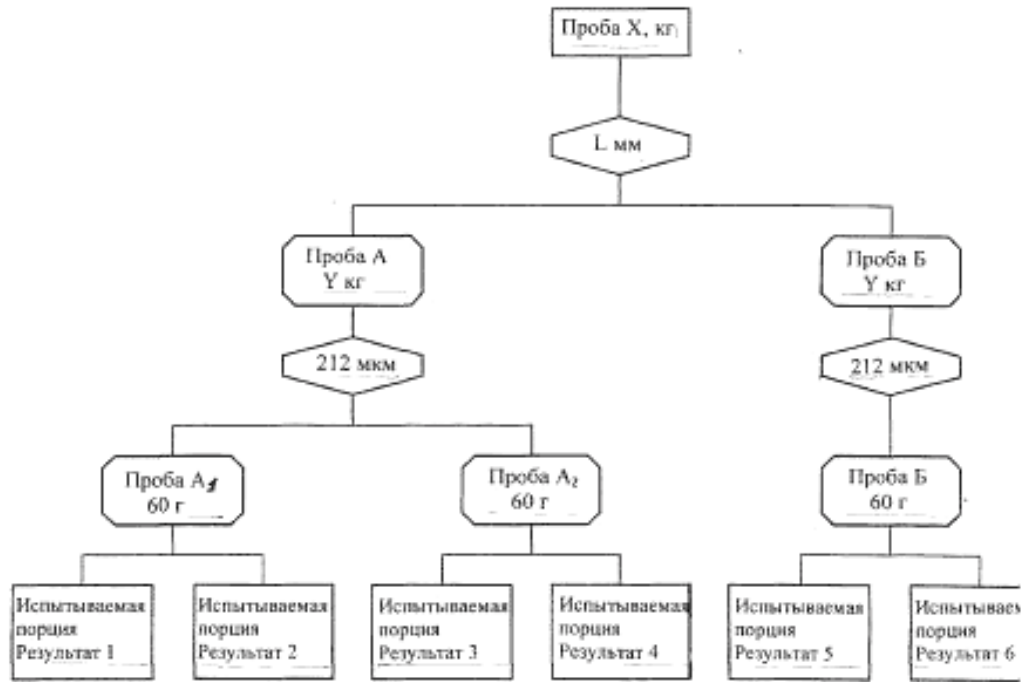 Проба X, кг
L мм
Проба А
Y кг
Проба Б
Y кг
212 мкм
212 мкм
Проба А1
60 г
Проба А2
60 г
Проба Б
60 г
Испытываемая
порция
Результат 1
Испытываемая
порция
Результат 2
Испытываемая
порция
Результат 3
Испытываемая
порция
Результат 4
Испытываемая
порция
Результат 5
Испытываем
порция
Результат 6